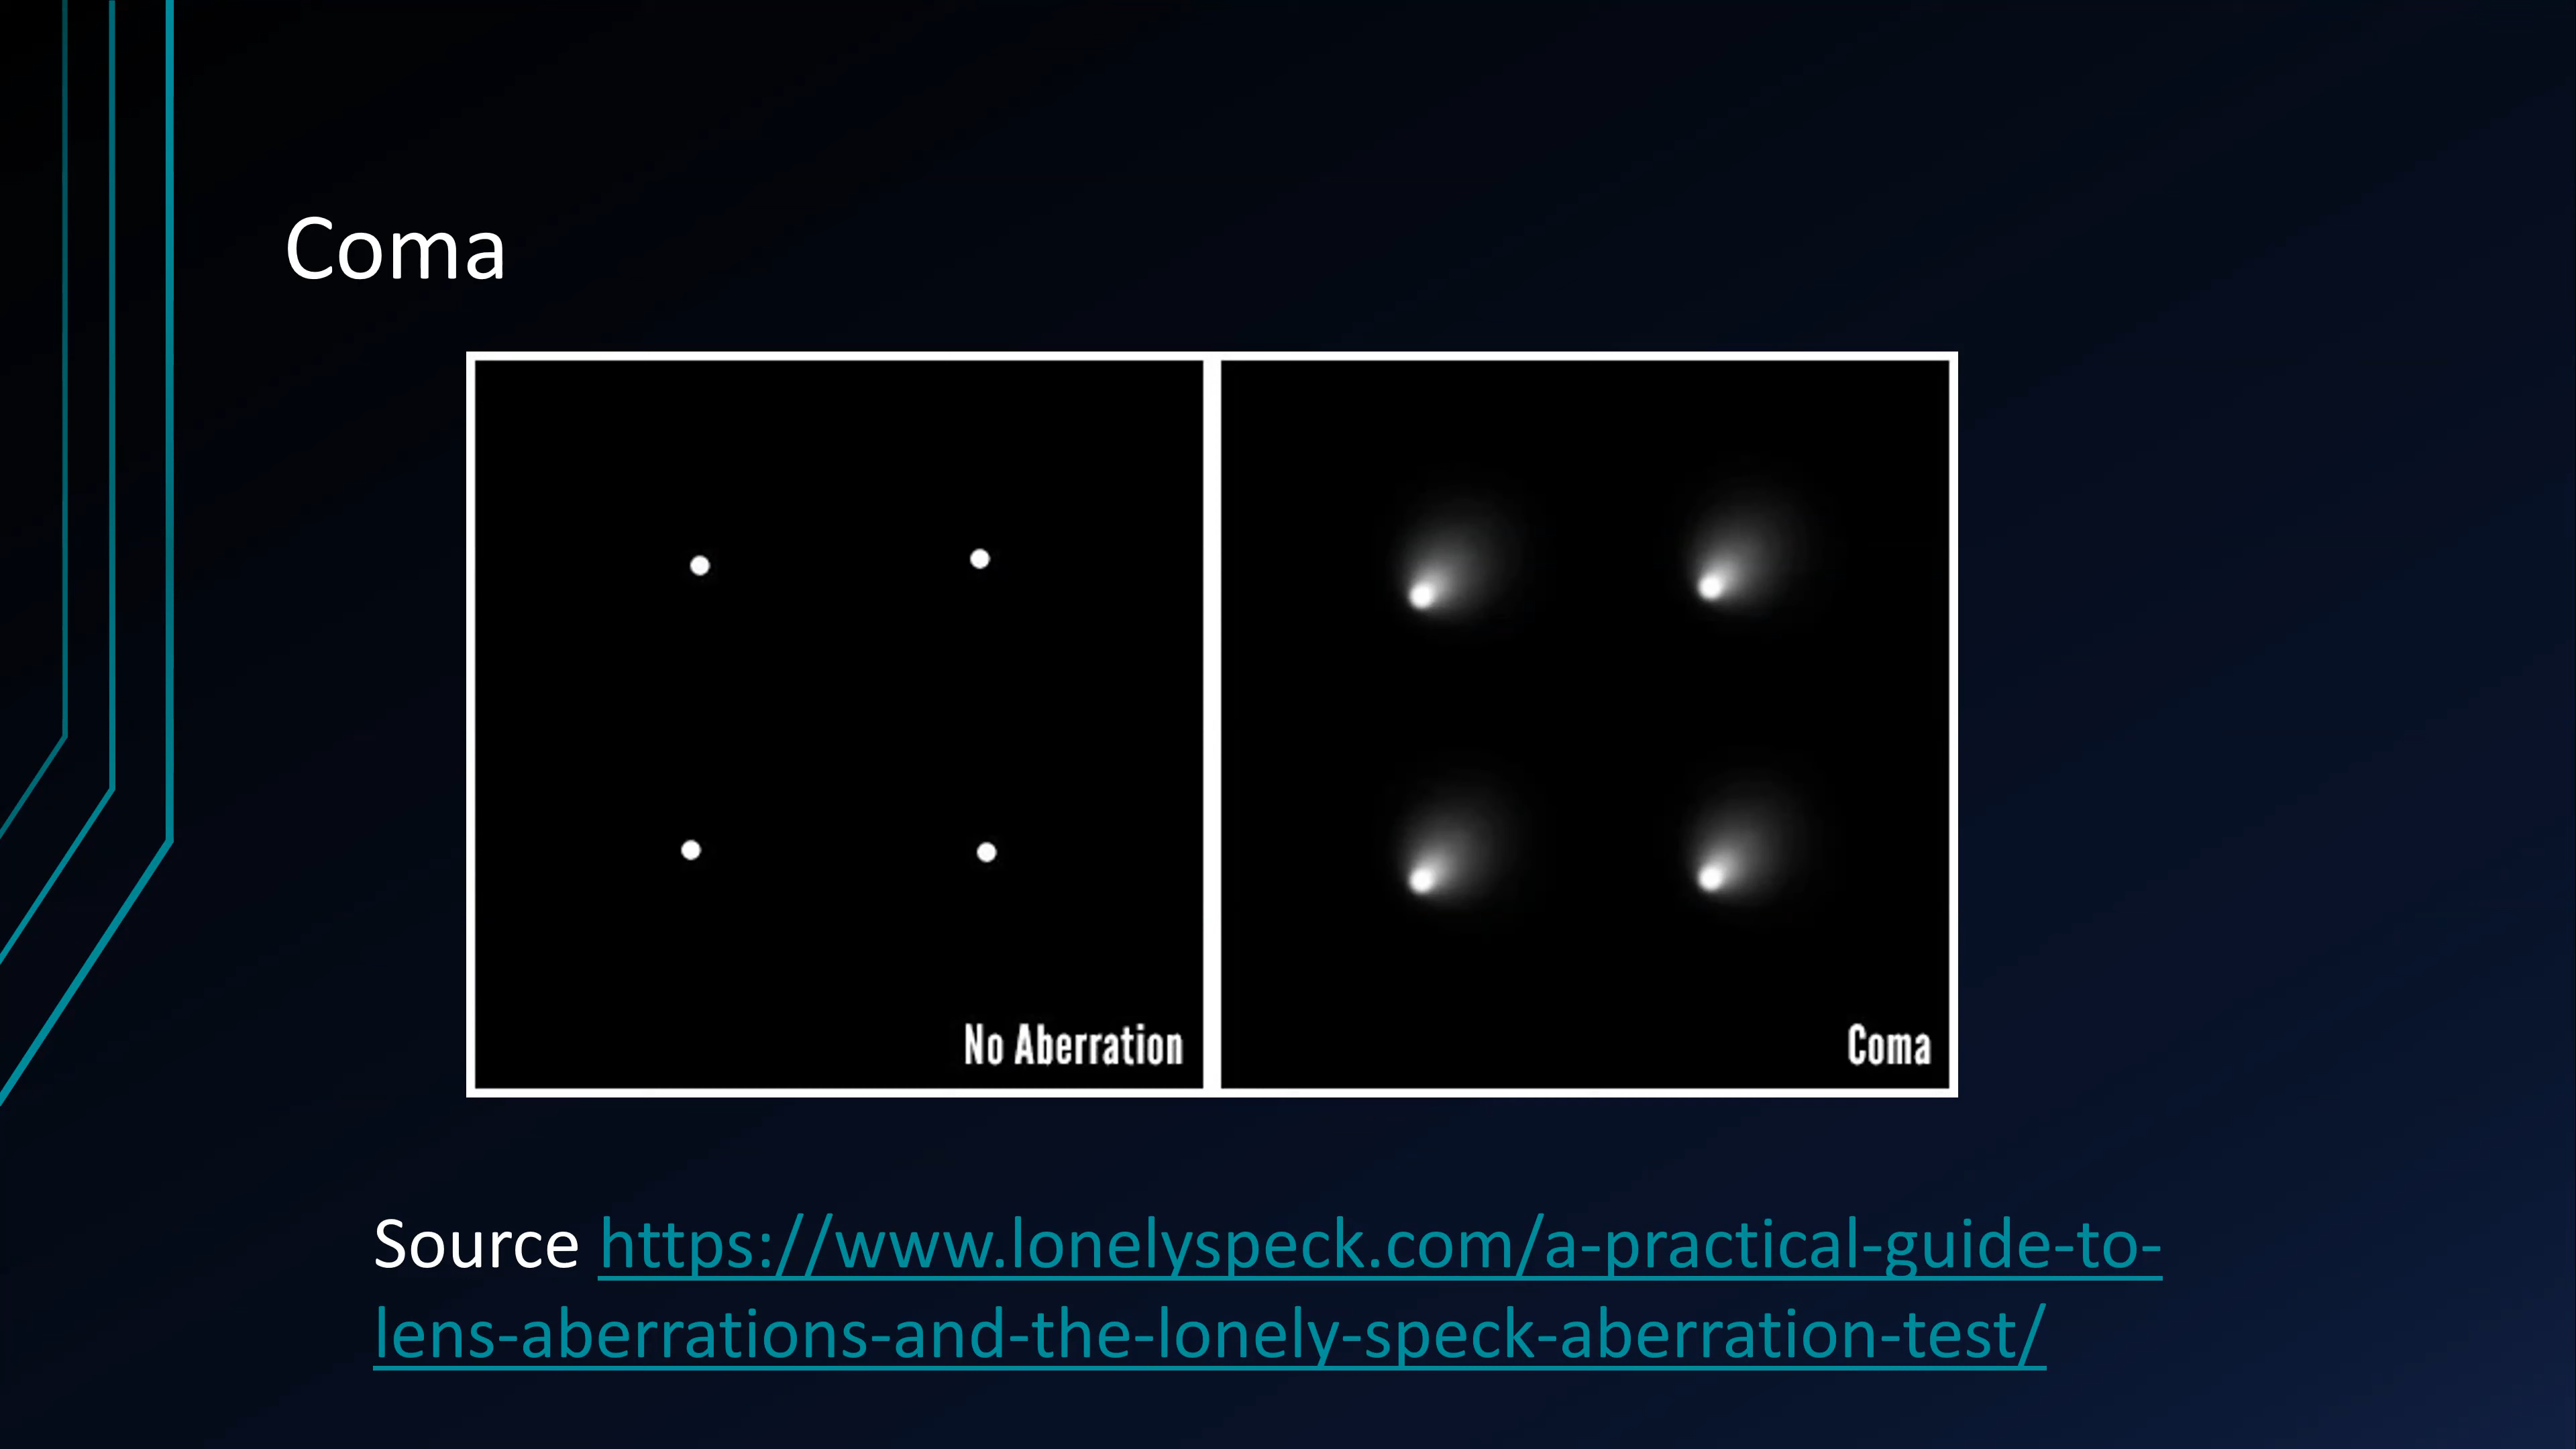 Coma
No Aberration
Coma
Source https://www.lonelyspeck.com/a-practical-guide-to-
lens-aberrations-and-the-lonely-speck-aberration-test/